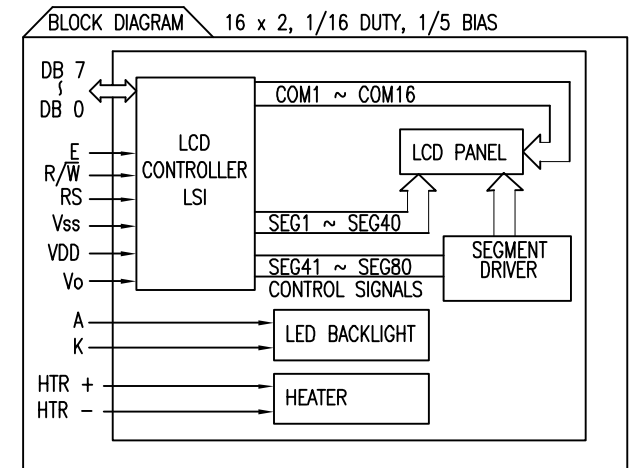 BLOCK DIAGRAM 16 x 2, 1/16 DUTY, 1/5 BIAS
DB 7
~
DB 0
E
R/W̅
RS
Vss
VDD
Vo
A
K
HTR +
HTR -
LCD
CONTROLLER
LSI
COM1 ~ COM16
LCD PANEL
SEG1 ~ SEG40
SEG41 ~ SEG80
CONTROL SIGNALS
SEGMENT
DRIVER
LED BACKLIGHT
HEATER